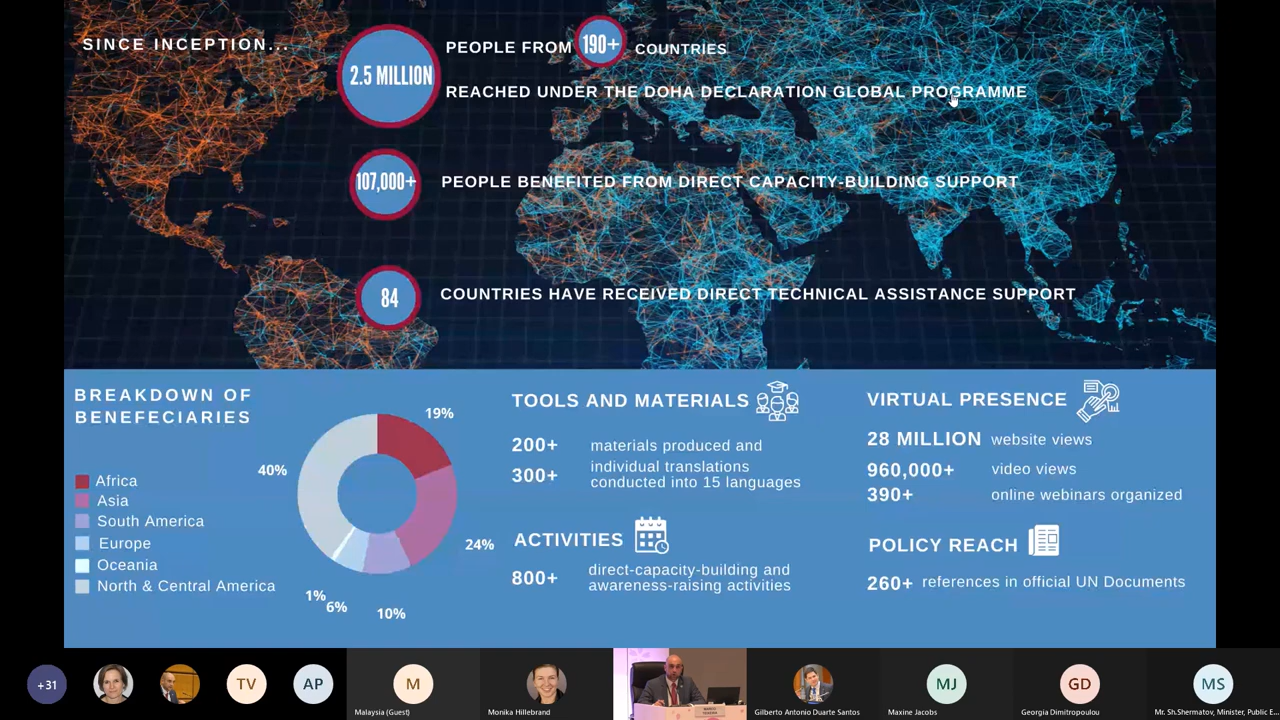 SINCE INCEPTION...
2.5 MILLION
PEOPLE FROM 190+ COUNTRIES
REACHED UNDER THE DOHA DECLARATION GLOBAL PROGRAMME
107,000+
PEOPLE BENEFITED FROM DIRECT CAPACITY-BUILDING SUPPORT
84
COUNTRIES HAVE RECEIVED DIRECT TECHNICAL ASSISTANCE SUPPORT
BREAKDOWN OF
BENEFECIARIES
Africa
Asia
South America
Europe
Oceania
North & Central America
19%
40%
24%
1%
6%
10%
TOOLS AND MATERIALS
200+ materials produced and
300+ individual translations
conducted into 15 languages
ACTIVITIES
800+ direct-capacity-building and
awareness-raising activities
VIRTUAL PRESENCE
28 MILLION website views
960,000+ video views
390+ online webinars organized
POLICY REACH
260+ references in official UN Documents
+31
TV
AP
M
Malaysia (Guest)
Monika Hillebrand
Gilberto Antonio Duarte Santos
MJ
Maxine Jacobs
GD
Georgia Dimitropoulou
MS
Mr. Sh.Shermatov, Minister, Public E...